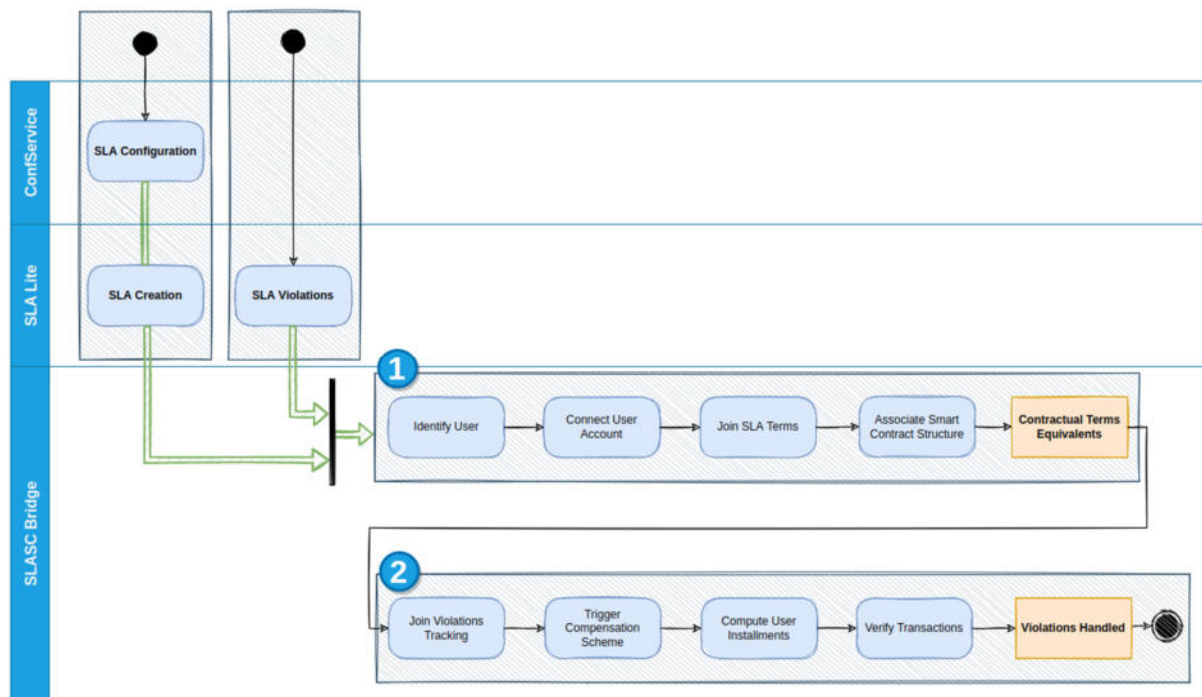 ConfService
SLA Configuration
SLA Lite
SLA Creation
SLA Violations
SLASC Bridge
1
Identify User
Connect User
Account
Join SLA Terms
Associate Smart
Contract Structure
Contractual Terms
Equivalents
2
Join Violations
Tracking
Trigger
Compensation
Scheme
Compute User
Installments
Verify Transactions
Violations Handled